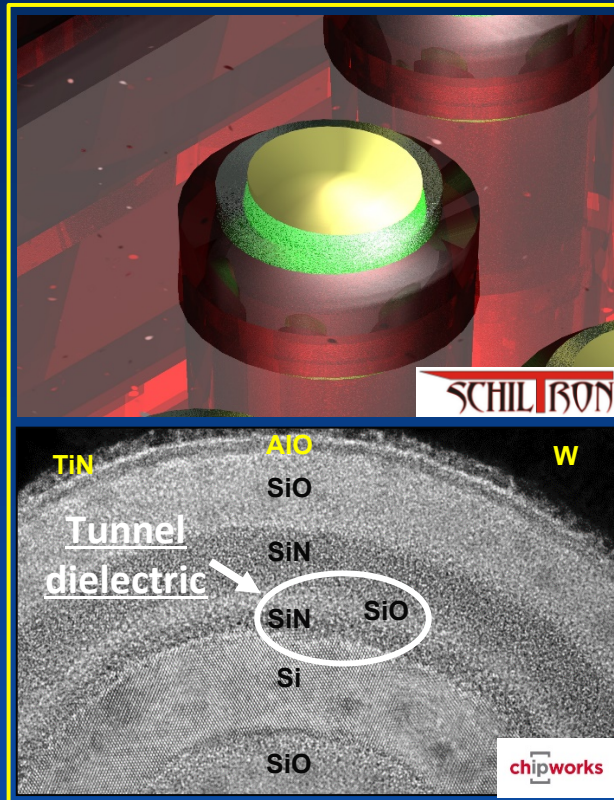 SCHILTRON
AlO
TiN
W
SiO
Tunnel
dielectric
SiN
SiN
SiO
Si
SiO
chipworks